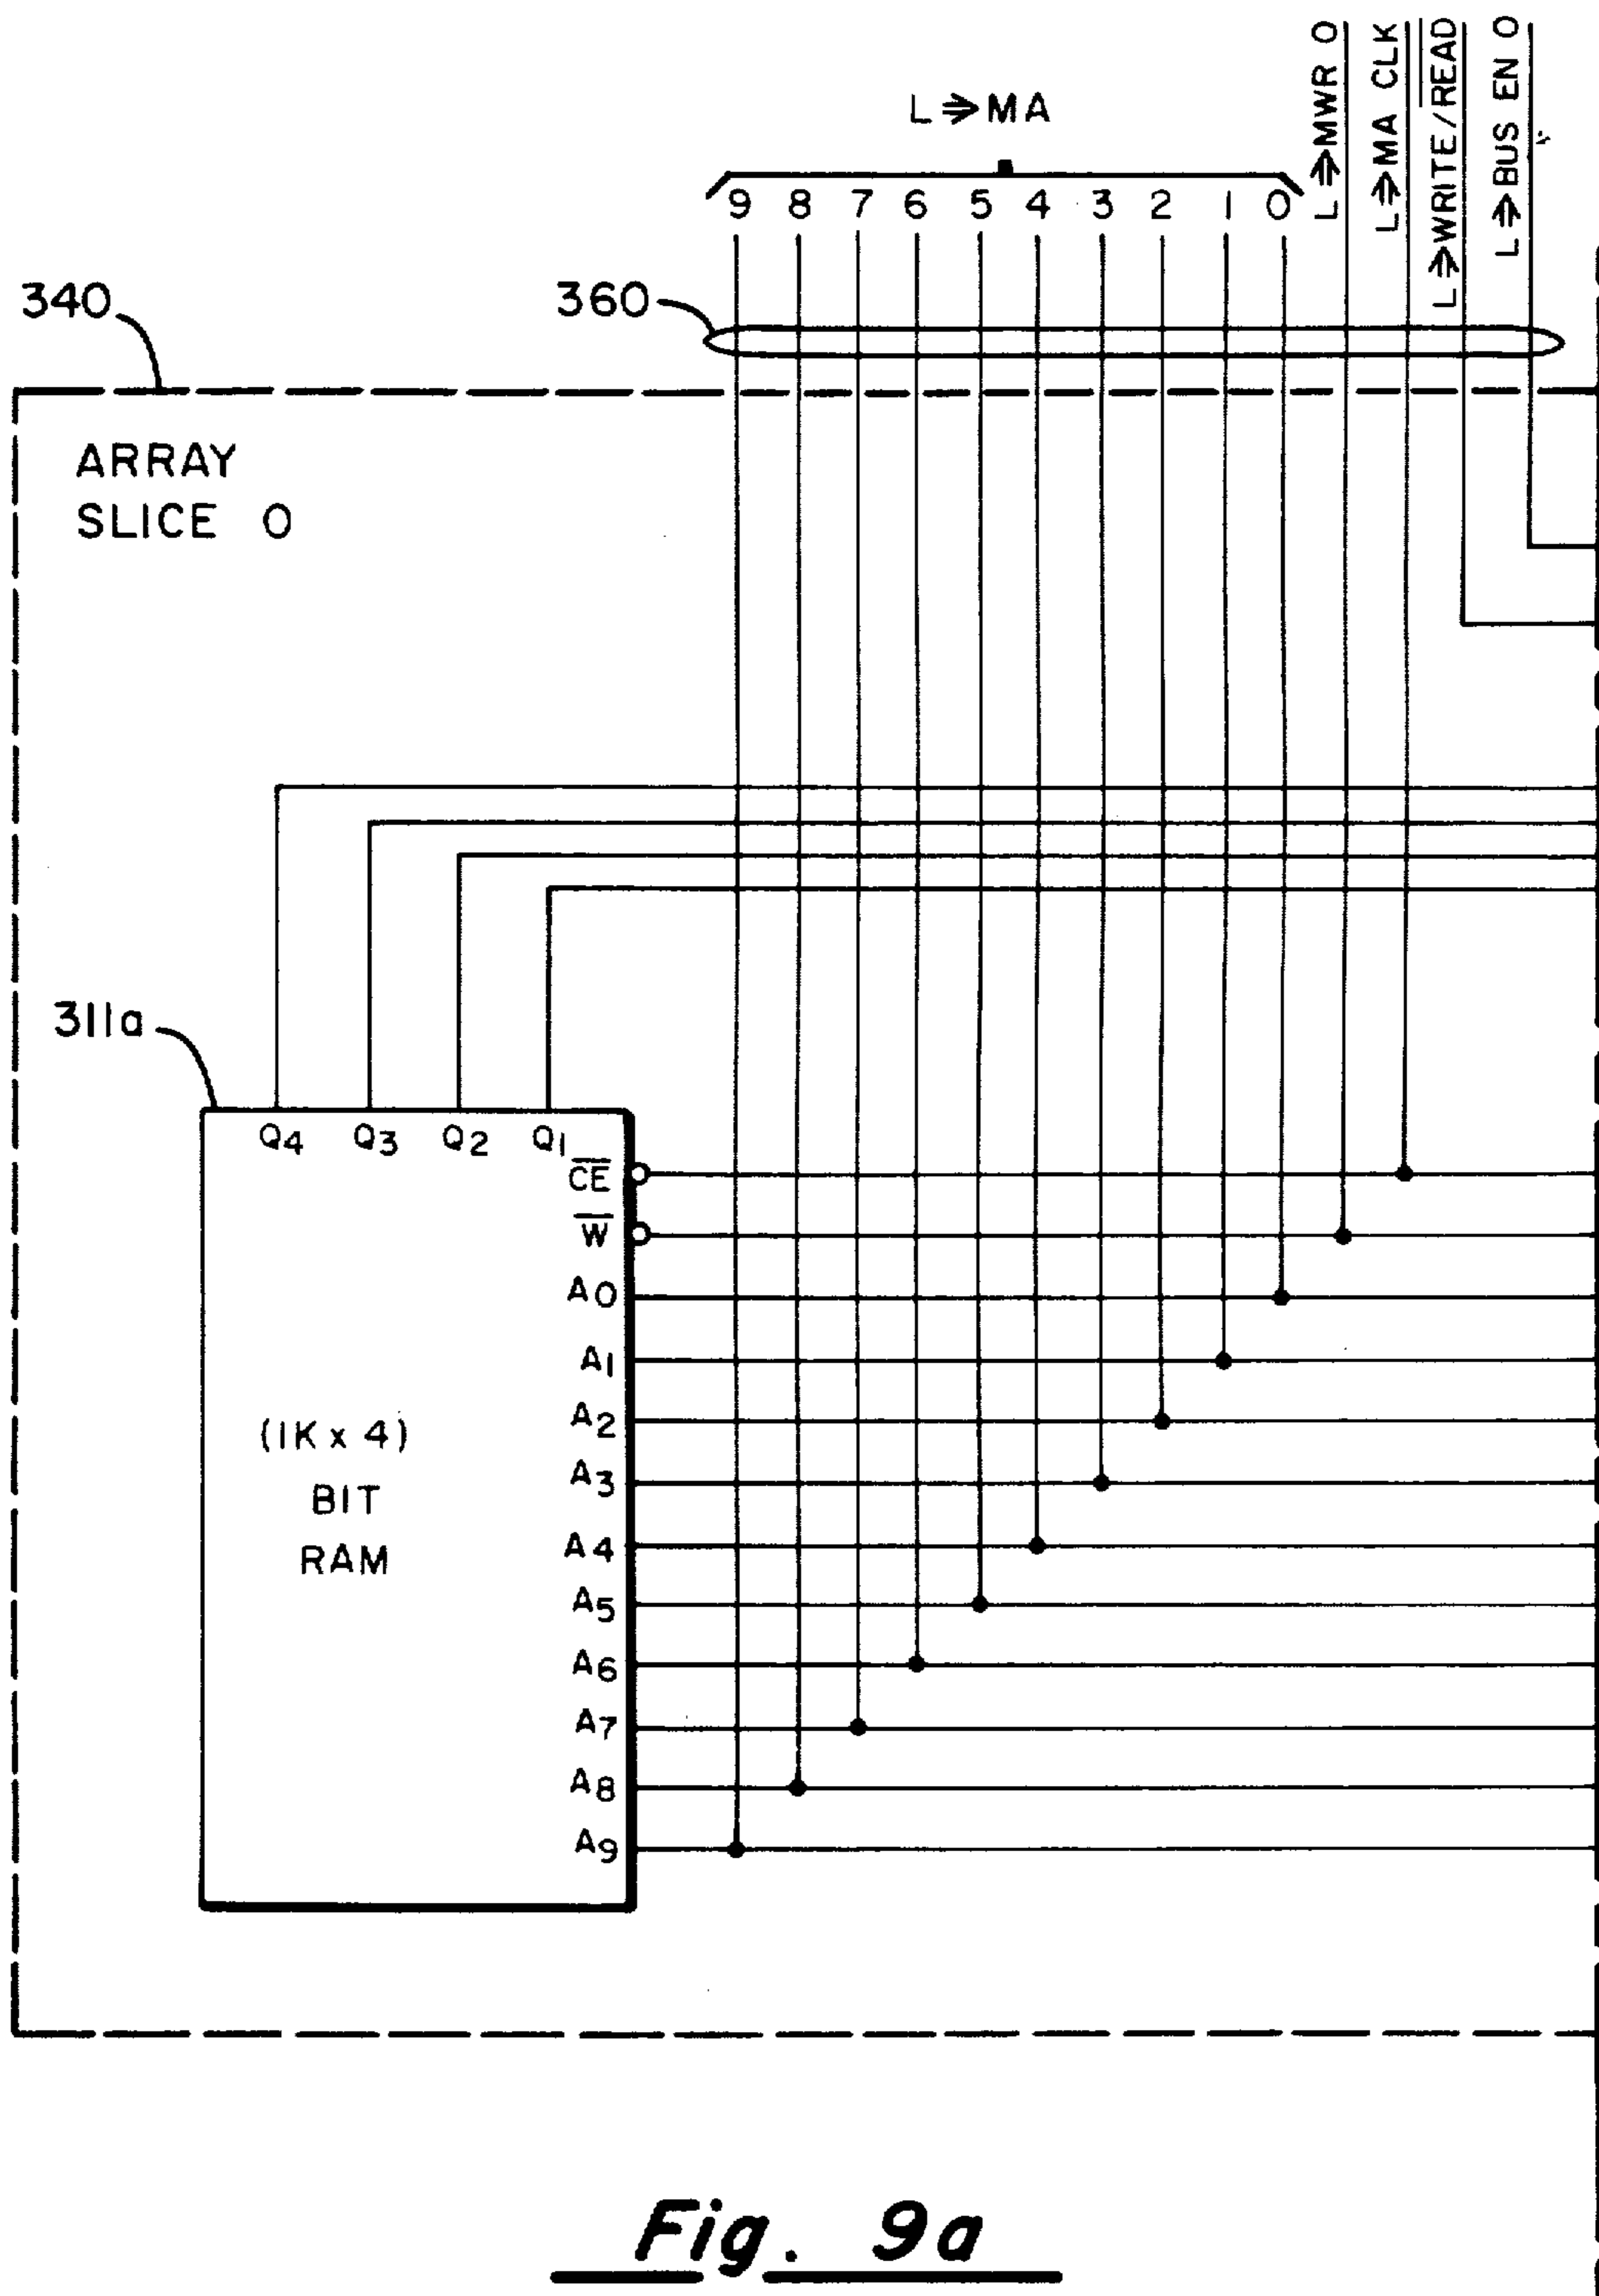 L⇒MWR 0
L⇒MA CLK
L⇒WRITE/READ
L⇒BUS EN 0
L⇒MA
9 8 7 6 5 4 3 2 1 0
340
360
ARRAY
SLICE 0
311a
Q4 Q3 Q2 Q1
CE
W
A0
A1
A2
A3
A4
A5
A6
A7
A8
A9
(1K x 4)
BIT
RAM
Fig. 9a